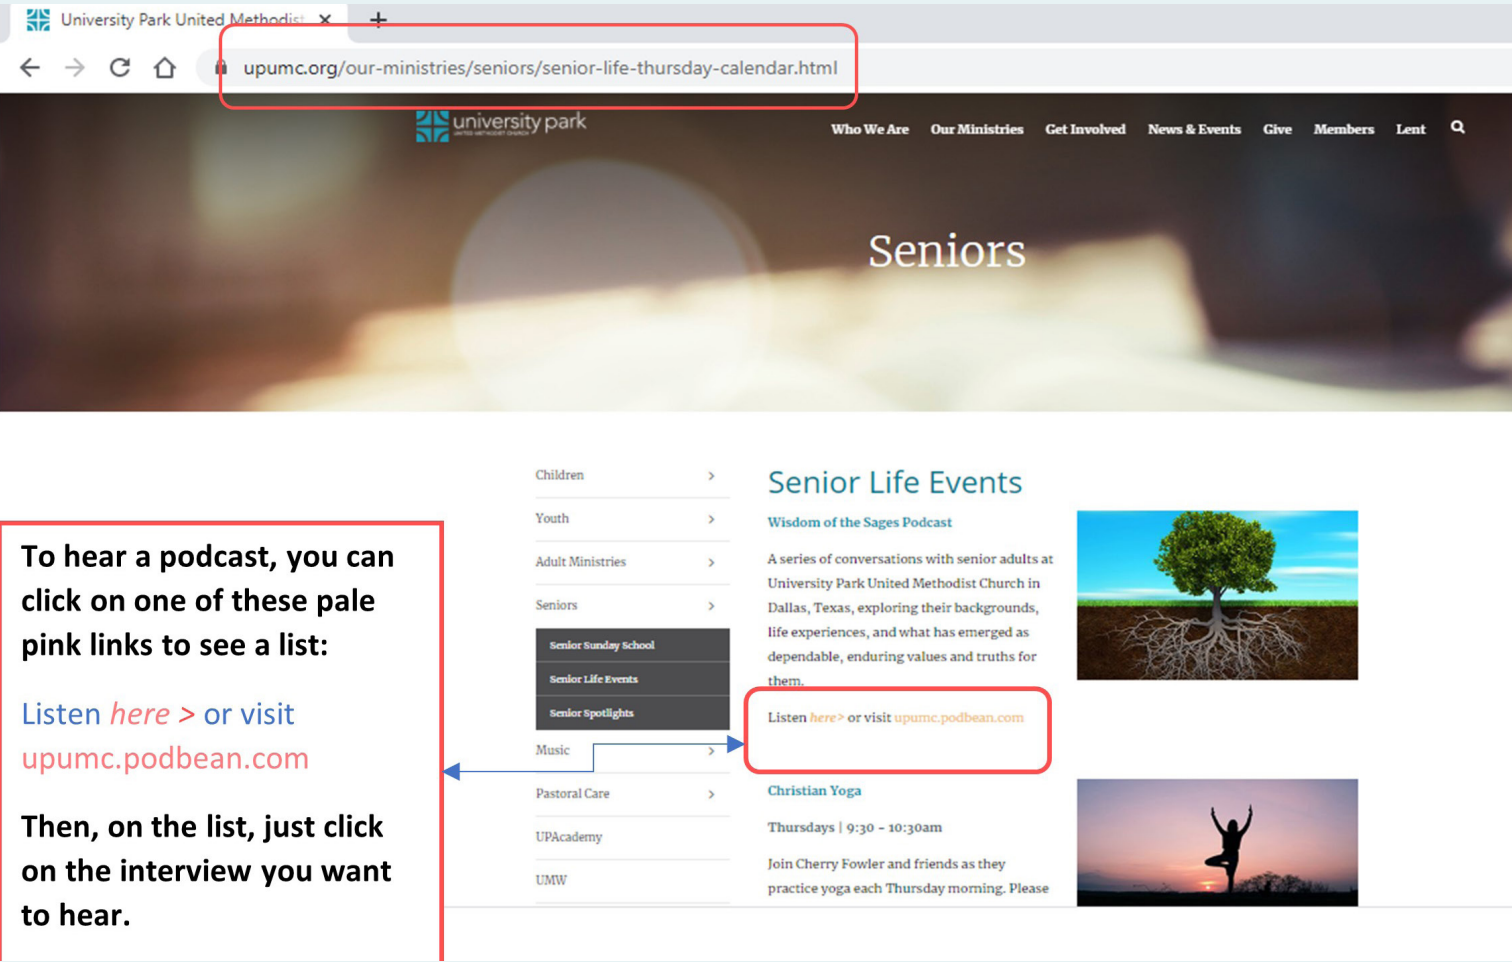 University Park United Methodist
upumc.org/our-ministries/seniors/senior-life-thursday-calendar.html
university park
UNITED METHODIST CHURCH
Who We Are Our Ministries Get Involved News & Events Give Members Lent
Seniors
Children >
Youth >
Adult Ministries >
Seniors >
Senior Sunday School
Senior Life Events
Senior Spotlights
Music >
Pastoral Care >
UPAcademy
UMW
Senior Life Events
Wisdom of the Sages Podcast
A series of conversations with senior adults at
University Park United Methodist Church in
Dallas, Texas, exploring their backgrounds,
life experiences, and what has emerged as
dependable, enduring values and truths for
them.
Listen here> or visit upumc.podbean.com
Christian Yoga
Thursdays | 9:30 - 10:30am
Join Cherry Fowler and friends as they
practice yoga each Thursday morning. Please
To hear a podcast, you can
click on one of these pale
pink links to see a list:
Listen here > or visit
upumc.podbean.com
Then, on the list, just click
on the interview you want
to hear.